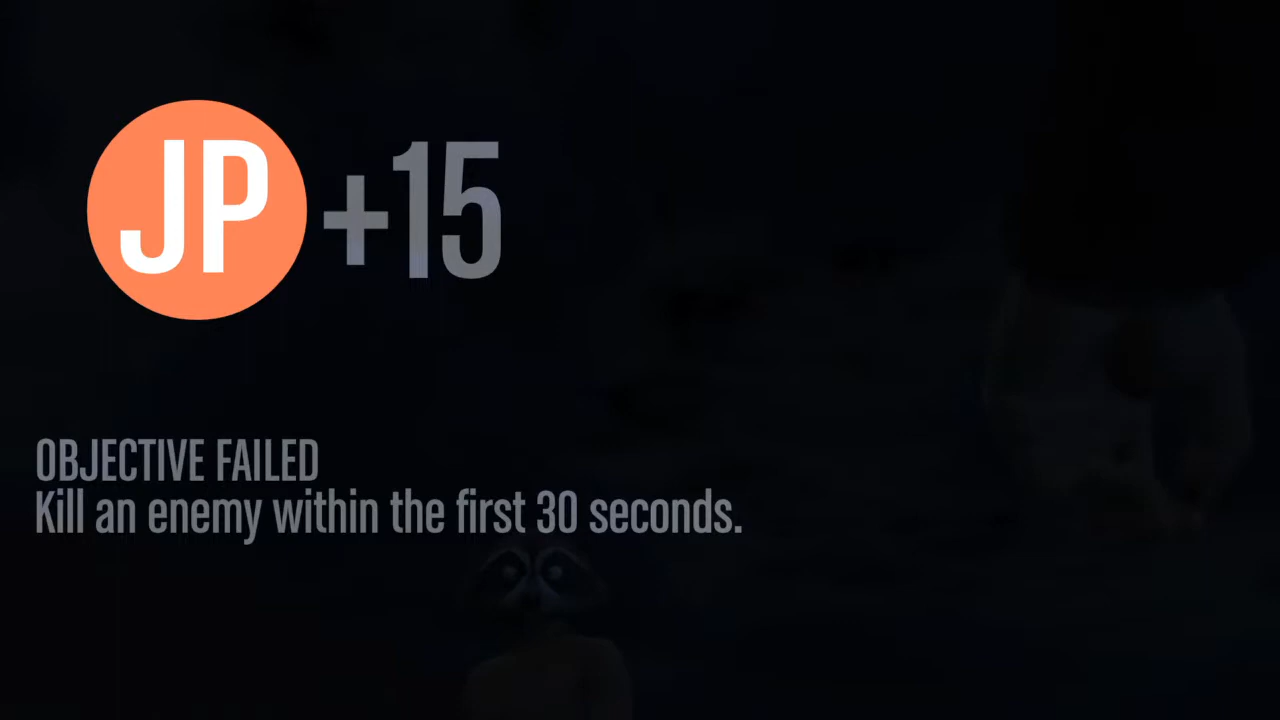 JP +15
OBJECTIVE FAILED
Kill an enemy within the first 30 seconds.